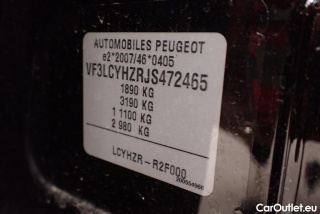 AUTOMOBILES PEUGEOT
e2*2007/46*0405
VF3LCYHZRJS472465
1890 KG
3190 KG
1 1100 KG
2 980 KG
LCYHZR--R2F000
CarOutlet.eu